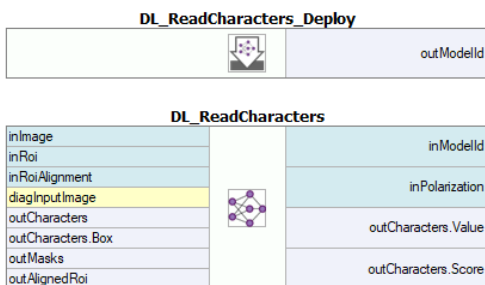 DL_ReadCharacters_Deploy
outModelId
DL_ReadCharacters
inImage
inRoi
inRoiAlignment
diagInputImage
outCharacters
outCharacters.Box
outMasks
outAlignedRoi
inModelId
inPolarization
outCharacters.Value
outCharacters.Score